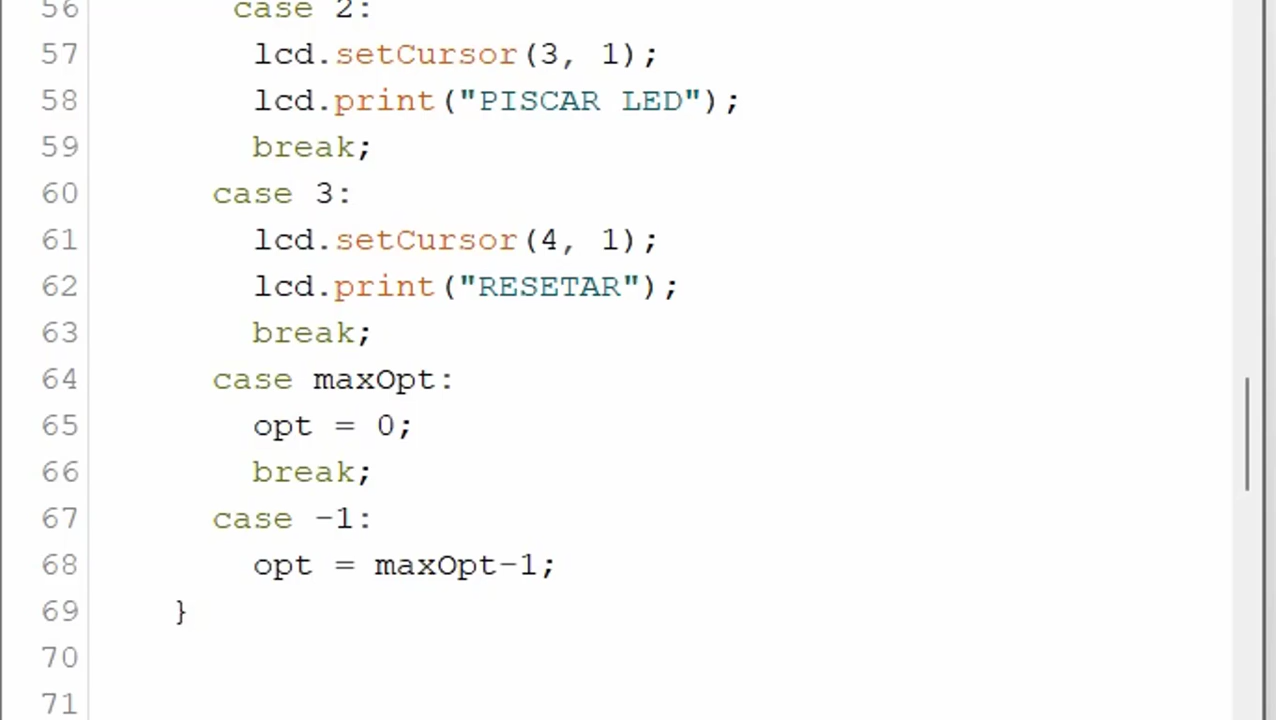 56 case 2:
57 lcd.setCursor(3, 1);
58 lcd.print("PISCAR LED");
59 break;
60 case 3:
61 lcd.setCursor(4, 1);
62 lcd.print("RESETAR");
63 break;
64 case maxOpt:
65 opt = 0;
66 break;
67 case -1:
68 opt = maxOpt-1;
69 }
70
71